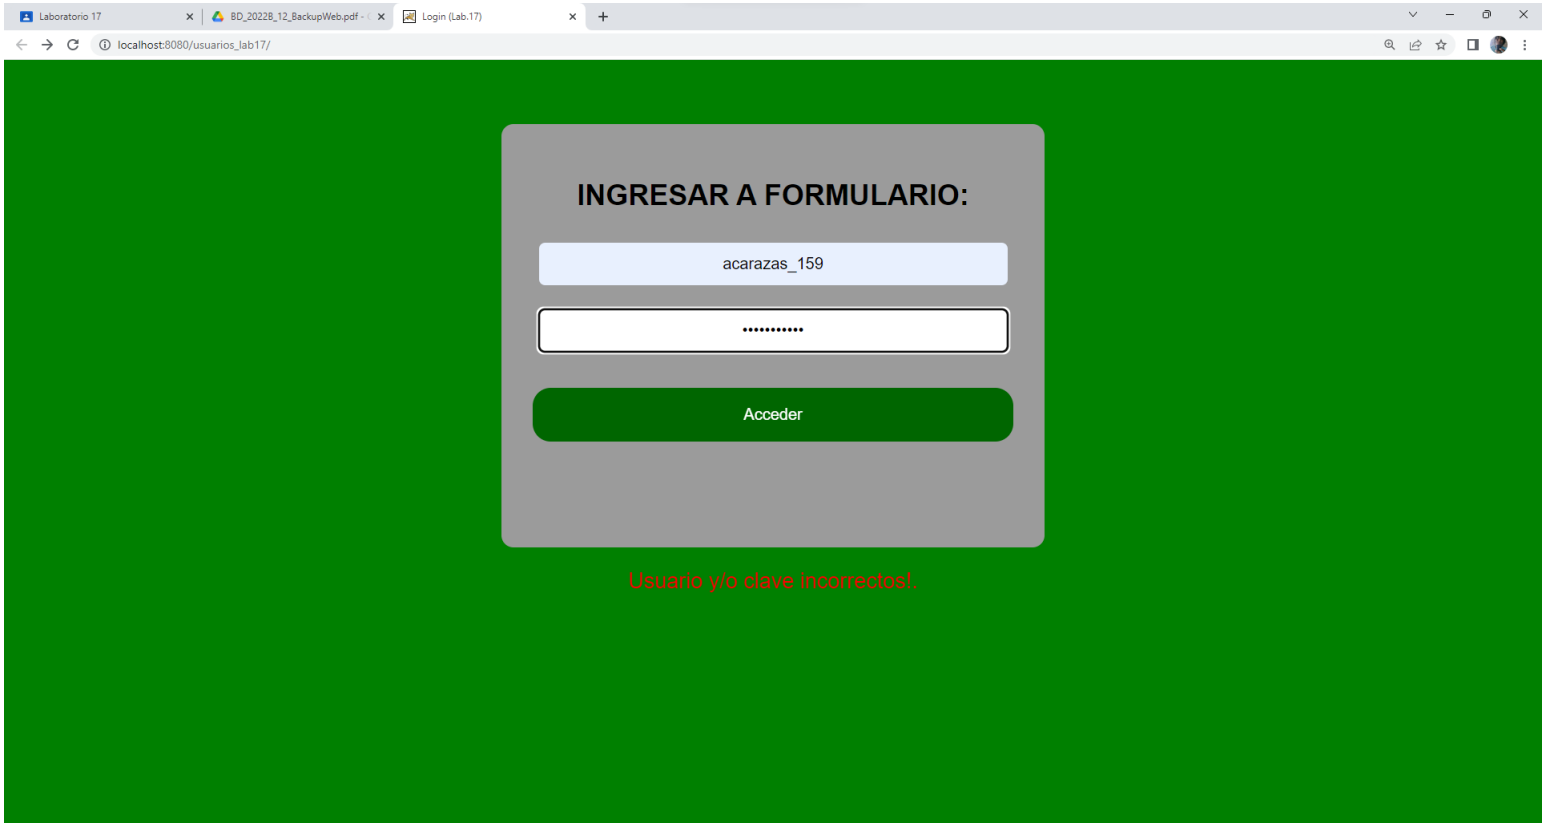 Laboratorio 17
BD_2022B_12_BackupWeb.pdf -
Login (Lab.17)
localhost:8080/usuarios_lab17/
INGRESAR A FORMULARIO:
acarazas_159
•••••••••••
Acceder
Usuario y/o clave incorrectos!.